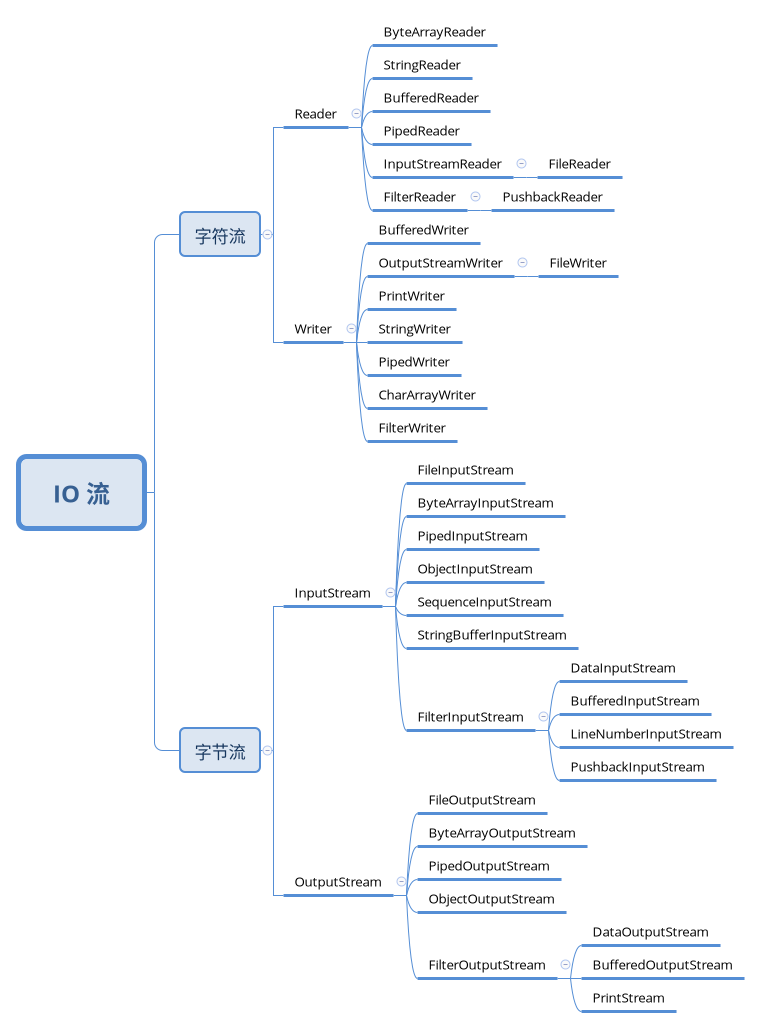 IO 流
字符流
Reader
ByteArrayReader
StringReader
BufferedReader
PipedReader
InputStreamReader
FileReader
FilterReader
PushbackReader
Writer
BufferedWriter
OutputStreamWriter
FileWriter
PrintWriter
StringWriter
PipedWriter
CharArrayWriter
FilterWriter
字节流
InputStream
FileInputStream
ByteArrayInputStream
PipedInputStream
ObjectInputStream
SequenceInputStream
StringBufferInputStream
FilterInputStream
DataInputStream
BufferedInputStream
LineNumberInputStream
PushbackInputStream
OutputStream
FileOutputStream
ByteArrayOutputStream
PipedOutputStream
ObjectOutputStream
FilterOutputStream
DataOutputStream
BufferedOutputStream
PrintStream